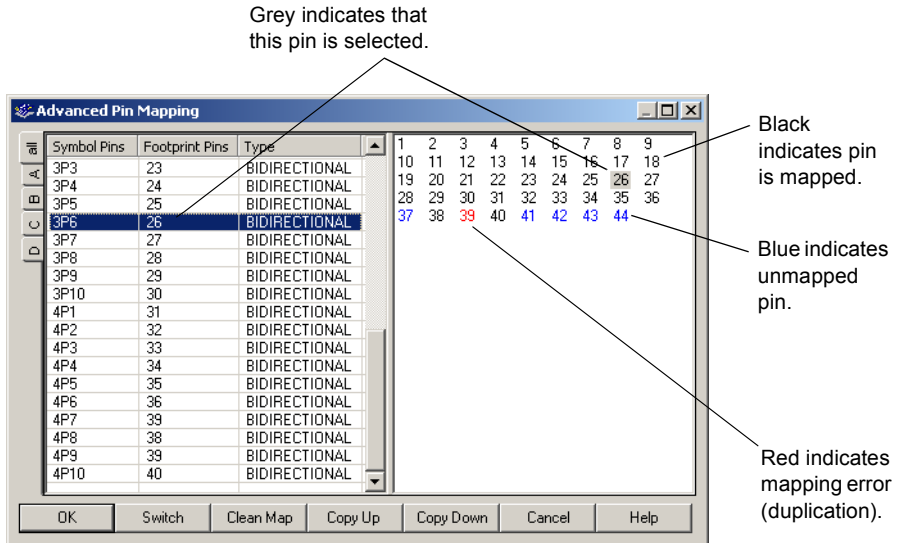 Grey indicates that
this pin is selected.
Advanced Pin Mapping
all
A
B
C
D
Symbol Pins Footprint Pins Type
3P3 23 BIDIRECTIONAL
3P4 24 BIDIRECTIONAL
3P5 25 BIDIRECTIONAL
3P6 26 BIDIRECTIONAL
3P7 27 BIDIRECTIONAL
3P8 28 BIDIRECTIONAL
3P9 29 BIDIRECTIONAL
3P10 30 BIDIRECTIONAL
4P1 31 BIDIRECTIONAL
4P2 32 BIDIRECTIONAL
4P3 33 BIDIRECTIONAL
4P4 34 BIDIRECTIONAL
4P5 35 BIDIRECTIONAL
4P6 36 BIDIRECTIONAL
4P7 39 BIDIRECTIONAL
4P8 38 BIDIRECTIONAL
4P9 39 BIDIRECTIONAL
4P10 40 BIDIRECTIONAL
1 2 3 4 5 6 7 8 9
10 11 12 13 14 15 16 17 18
19 20 21 22 23 24 25 26 27
28 29 30 31 32 33 34 35 36
37 38 39 40 41 42 43 44
OK Switch Clean Map Copy Up Copy Down Cancel Help
Black
indicates pin
is mapped.
Blue indicates
unmapped
pin.
Red indicates
mapping error
(duplication).